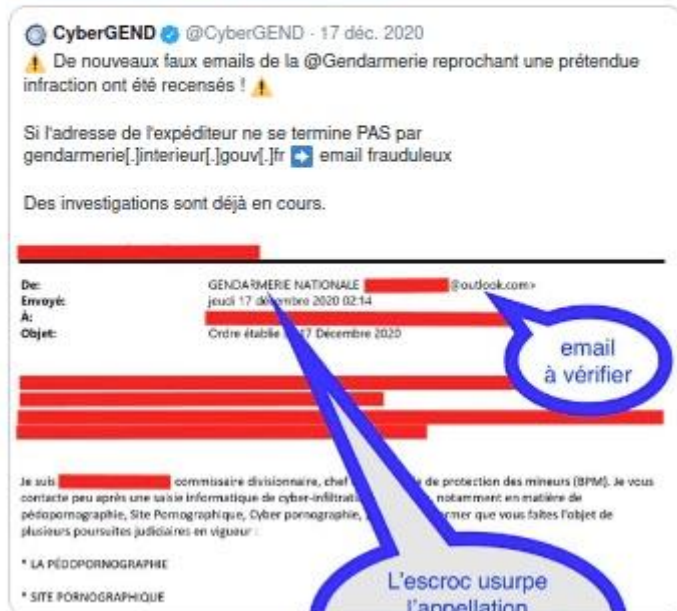 CyberGEND @CyberGEND · 17 déc. 2020
De nouveaux faux emails de la @Gendarmerie reprochant une prétendue
infraction ont été recensés !
Si l'adresse de l'expéditeur ne se termine PAS par
gendarmerie[.]interieur[.]gouv[.]fr ➡ email frauduleux
Des investigations sont déjà en cours.
De: GENDARMERIE NATIONALE @outlook.com>
Envoyé: jeudi 17 décembre 2020 02:14
À:
Objet: Ordre établie 17 Décembre 2020
email
à vérifier
Je suis commissaire divisionnaire, chef de protection des mineurs (BPM). Je vous
contacte peu après une saisie informatique de cyber-infiltration notamment en matière de
pédopornographie, Site Pornographique, Cyber pornographie, que vous faites l'objet de
plusieurs poursuites judiciaires en vigueur :
* LA PÉDOPORNOGRAPHIE
* SITE PORNOGRAPHIQUE
L'escroc usurpe
l'appellation